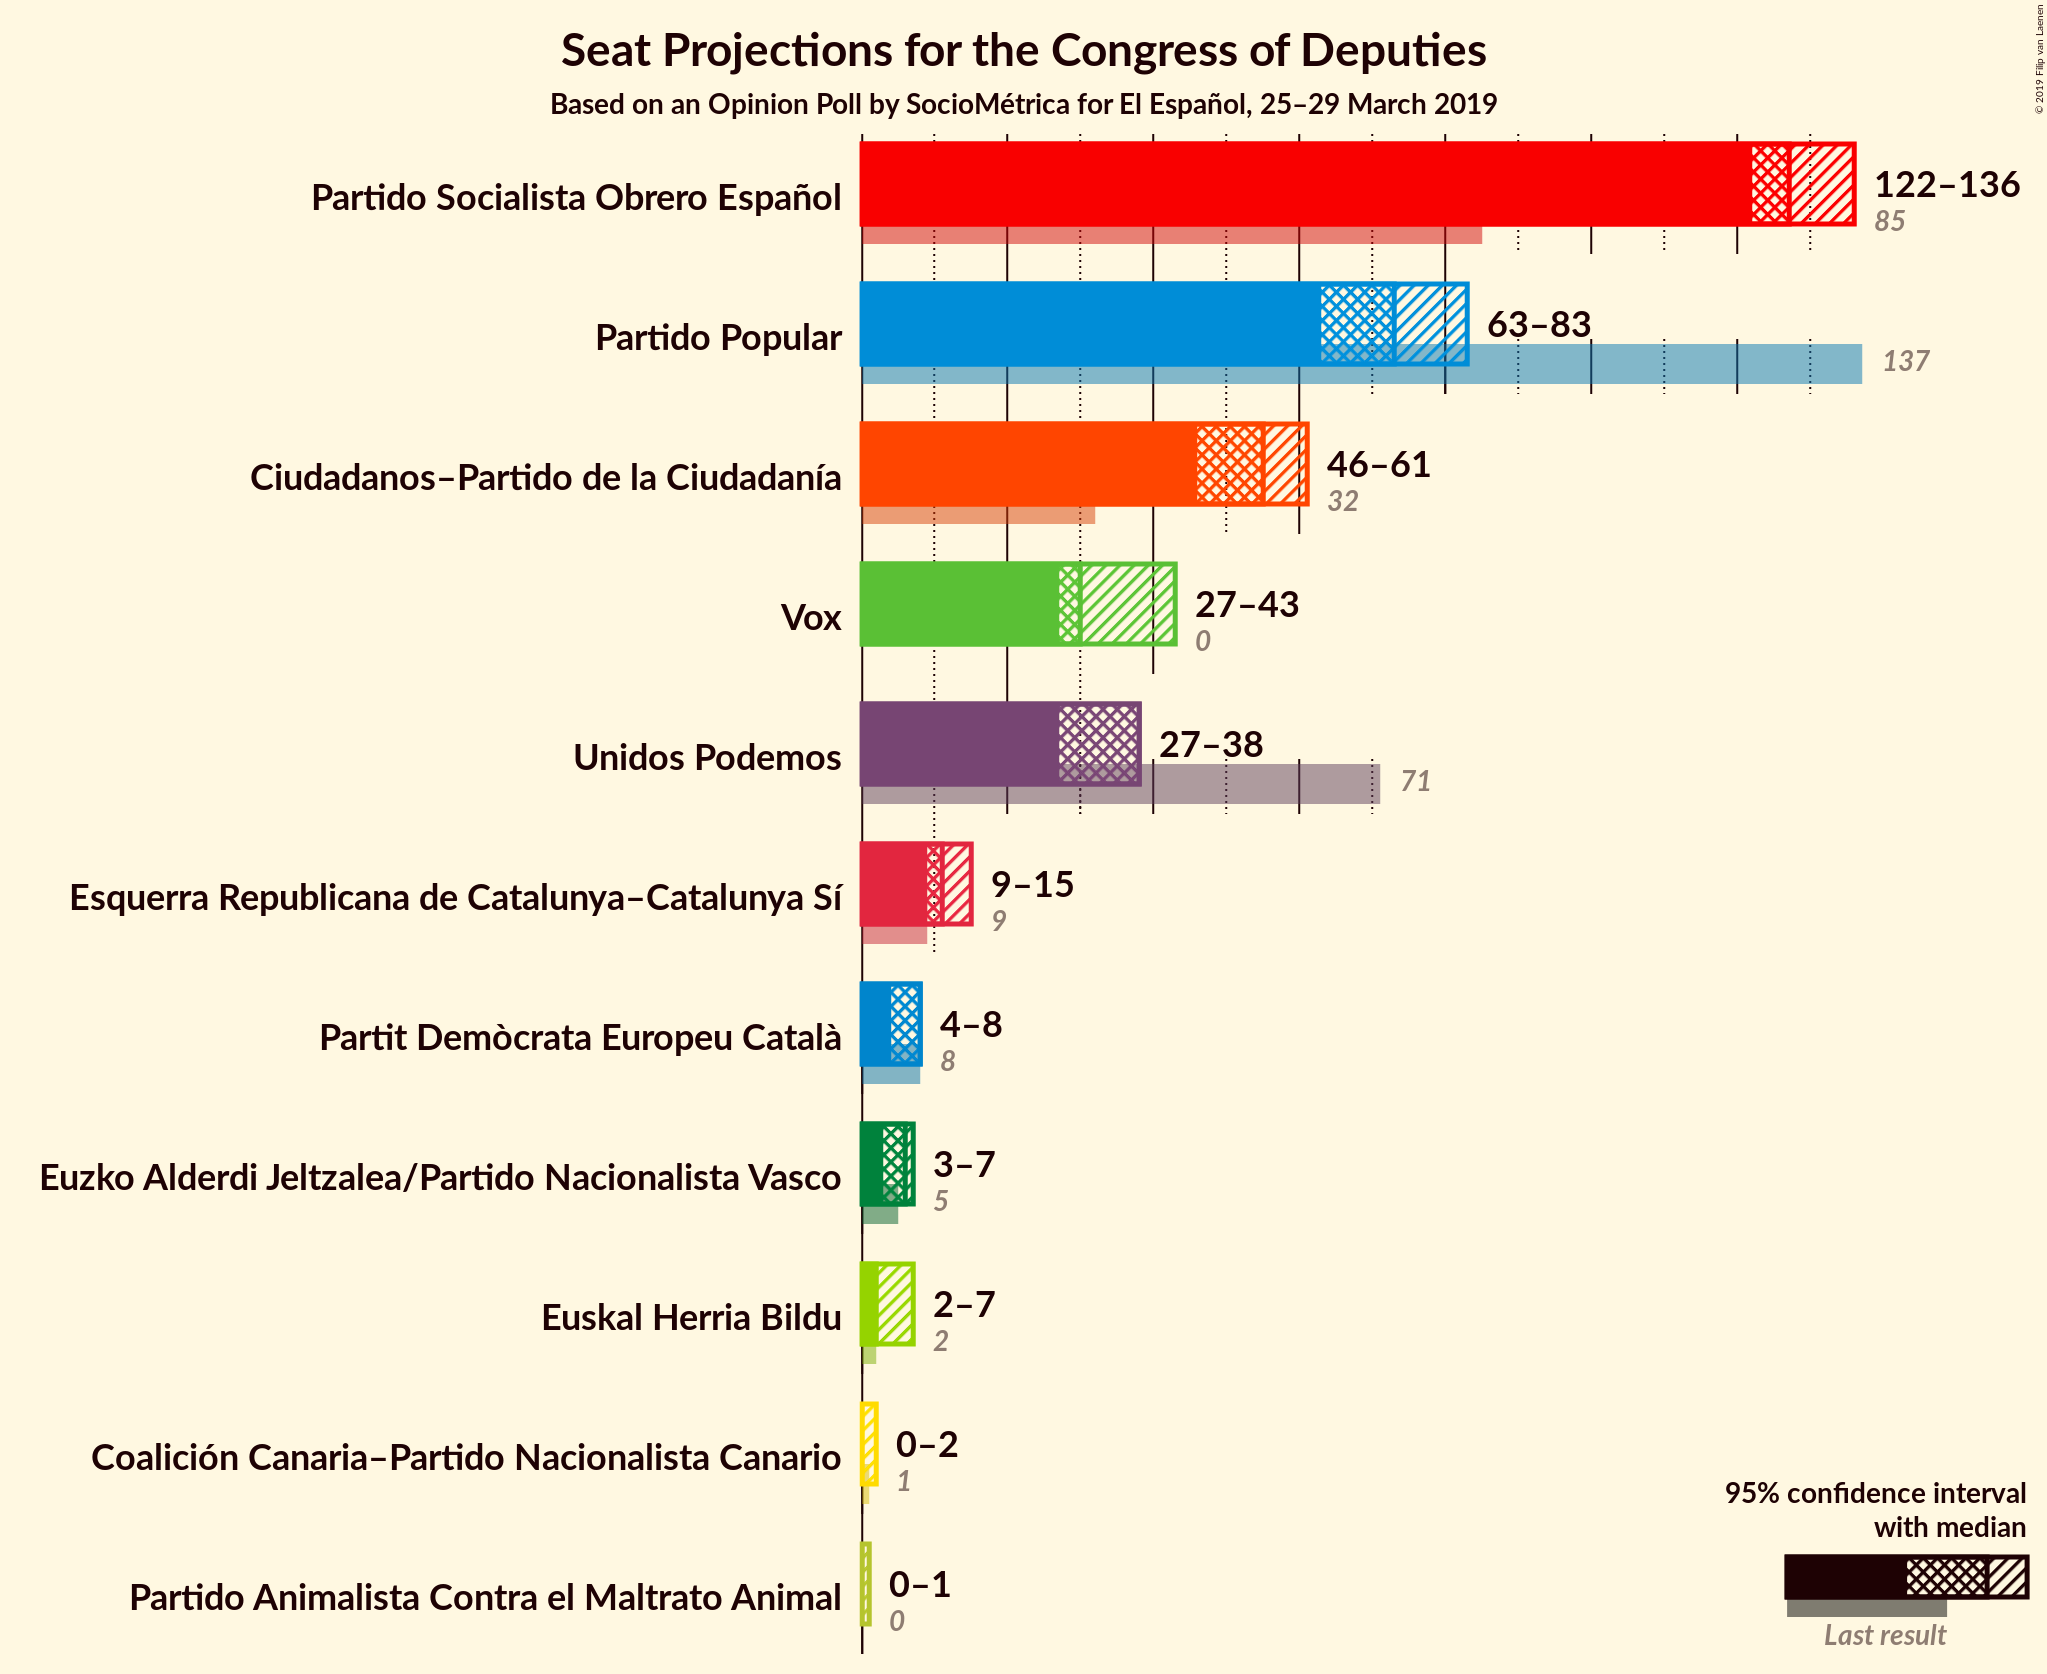 Seat Projections for the Congress of Deputies
Based on an Opinion Poll by SocioMétrica for El Español, 25–29 March 2019
© 2019 Filip van Laenen
Partido Socialista Obrero Español
122–136
85
Partido Popular
63–83
137
Ciudadanos–Partido de la Ciudadanía
46–61
32
Vox
27–43
0
Unidos Podemos
27–38
71
Esquerra Republicana de Catalunya–Catalunya Sí
9–15
9
Partit Demòcrata Europeu Català
4–8
8
Euzko Alderdi Jeltzalea/Partido Nacionalista Vasco
3–7
5
Euskal Herria Bildu
2–7
2
Coalición Canaria–Partido Nacionalista Canario
0–2
1
Partido Animalista Contra el Maltrato Animal
0–1
0
95% confidence interval
with median
Last result